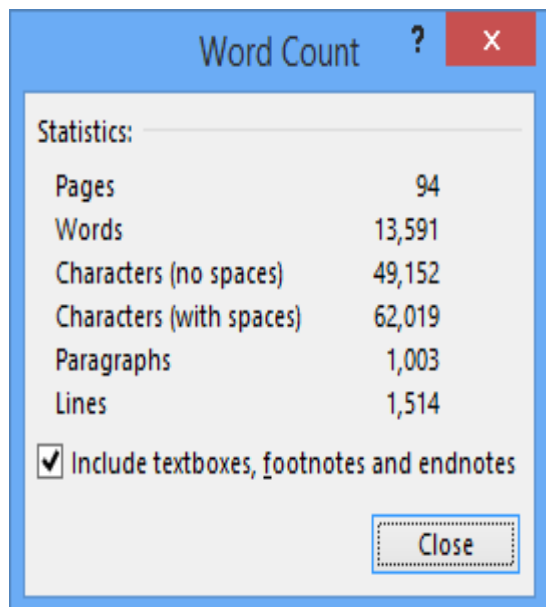 Word Count ? x
Statistics:
Pages 94
Words 13,591
Characters (no spaces) 49,152
Characters (with spaces) 62,019
Paragraphs 1,003
Lines 1,514
Include textboxes, footnotes and endnotes
Close